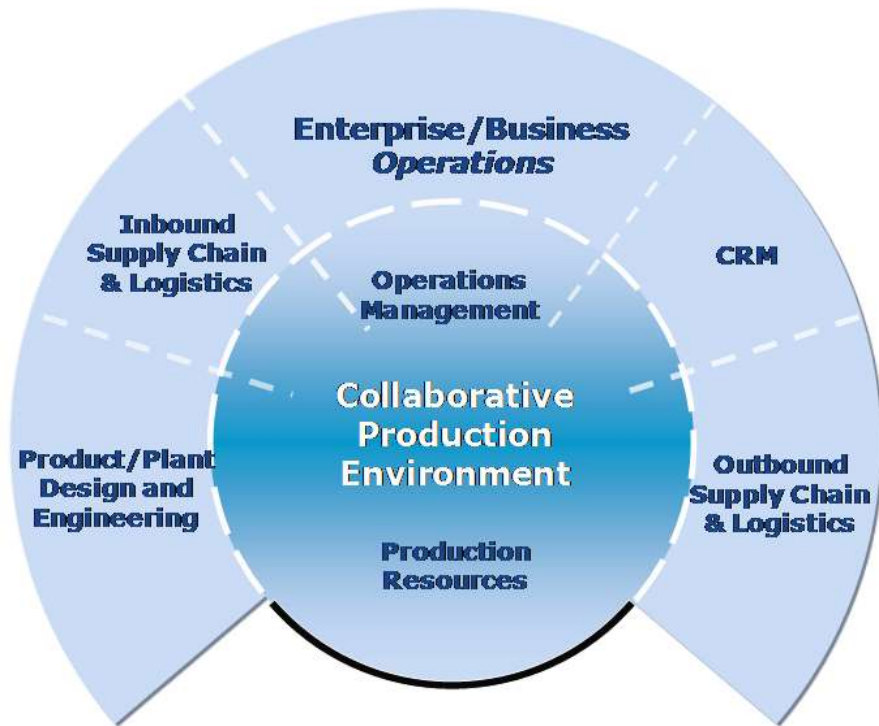 Enterprise/Business
Operations
Inbound
Supply Chain
& Logistics
CRM
Operations
Management
Collaborative
Production
Environment
Product/Plant
Design and
Engineering
Outbound
Supply Chain
& Logistics
Production
Resources